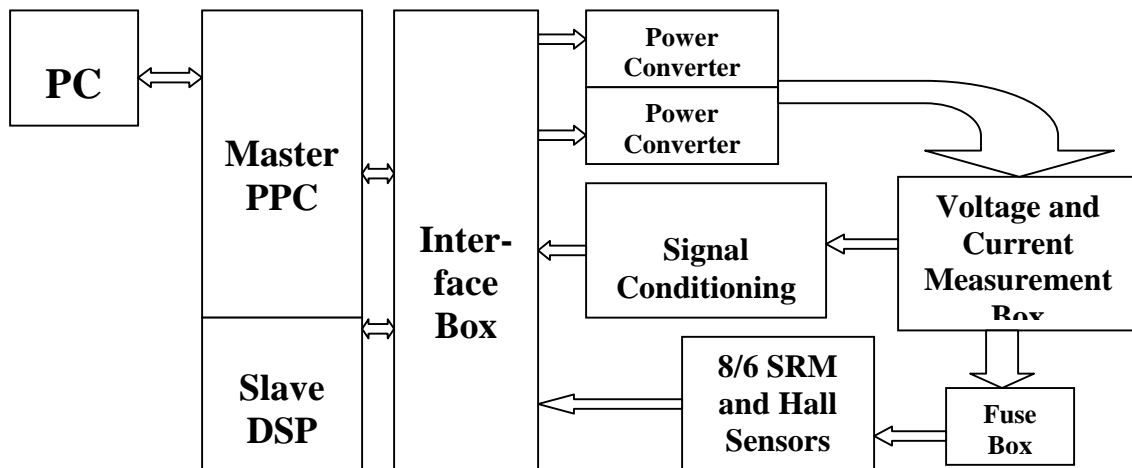 PC
Master
PPC
Slave
DSP
Inter-
face
Box
Power
Converter
Power
Converter
Signal
Conditioning
Voltage and
Current
Measurement
Box
8/6 SRM
and Hall
Sensors
Fuse
Box